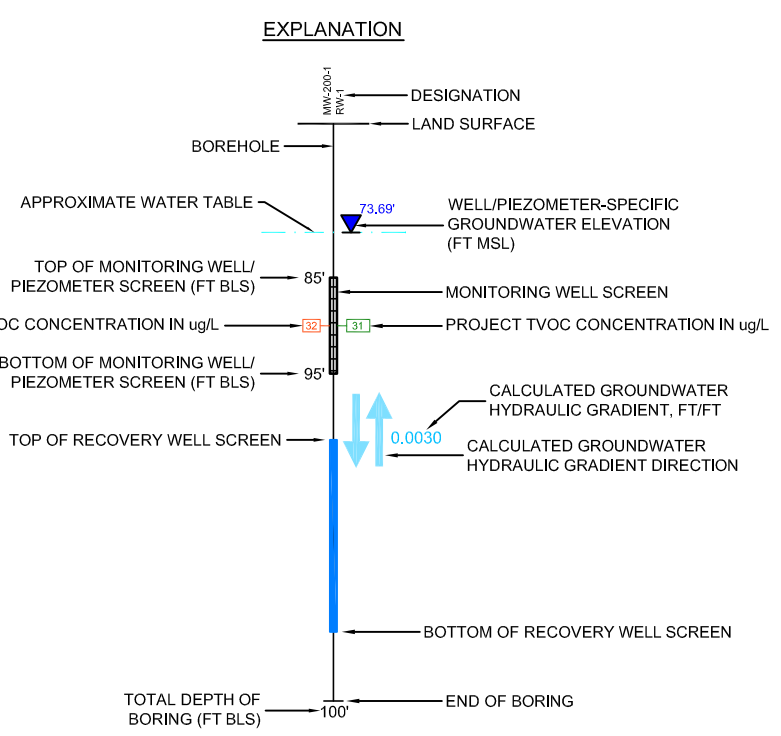 EXPLANATION
MW-200-1
RW-1
DESIGNATION
LAND SURFACE
BOREHOLE
APPROXIMATE WATER TABLE
73.69'
WELL/PIEZOMETER-SPECIFIC
GROUNDWATER ELEVATION
(FT MSL)
TOP OF MONITORING WELL/
PIEZOMETER SCREEN (FT BLS)
85'
MONITORING WELL SCREEN
OC CONCENTRATION IN ug/L
32
31
PROJECT TVOC CONCENTRATION IN ug/L
BOTTOM OF MONITORING WELL/
PIEZOMETER SCREEN (FT BLS)
95'
CALCULATED GROUNDWATER
HYDRAULIC GRADIENT, FT/FT
0.0030
TOP OF RECOVERY WELL SCREEN
CALCULATED GROUNDWATER
HYDRAULIC GRADIENT DIRECTION
BOTTOM OF RECOVERY WELL SCREEN
TOTAL DEPTH OF
BORING (FT BLS)
100'
END OF BORING